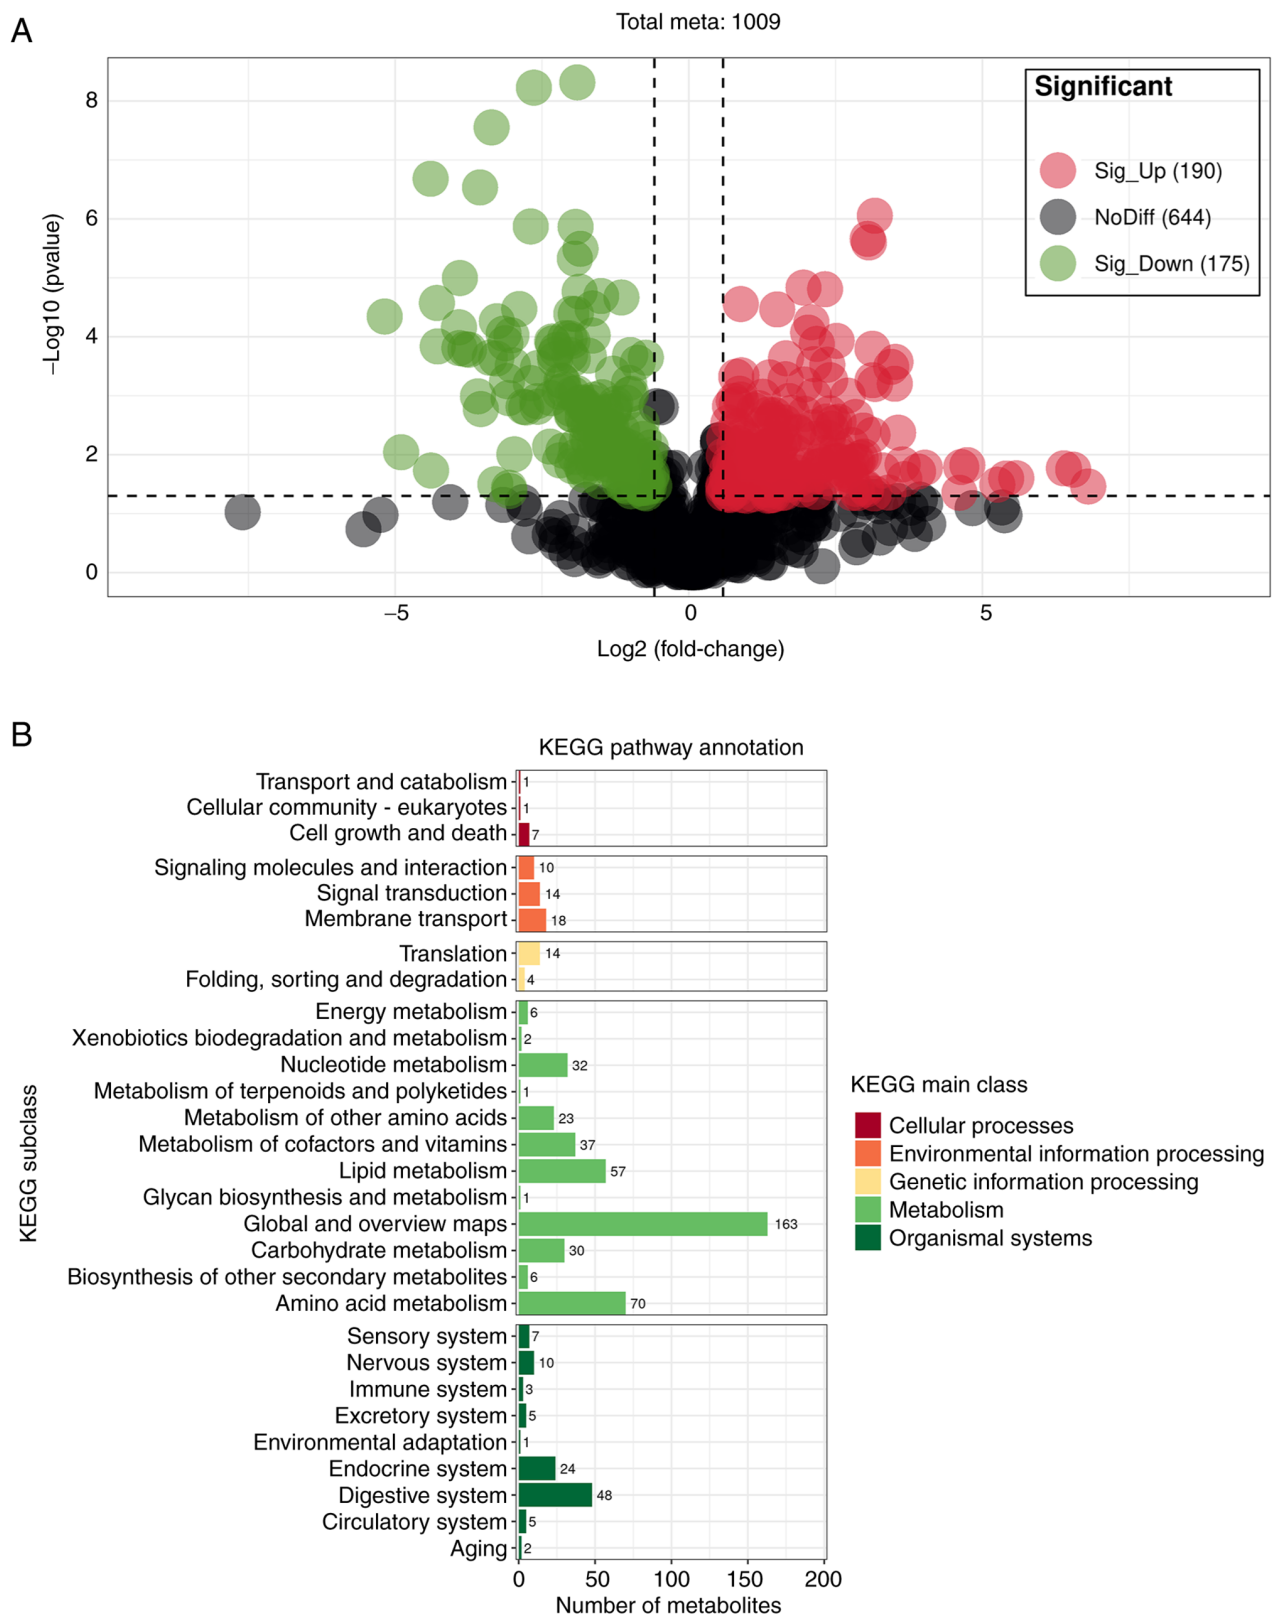 A
Total meta: 1009
8
6
4
2
0
−Log10 (pvalue)
Significant
Sig_Up (190)
NoDiff (644)
Sig_Down (175)
−5
0
5
Log2 (fold-change)
B
KEGG pathway annotation
Transport and catabolism 1
Cellular community - eukaryotes 1
Cell growth and death 7
Signaling molecules and interaction 10
Signal transduction 14
Membrane transport 18
Translation 14
Folding, sorting and degradation 4
Energy metabolism 6
Xenobiotics biodegradation and metabolism 2
Nucleotide metabolism 32
Metabolism of terpenoids and polyketides 1
Metabolism of other amino acids 23
Metabolism of cofactors and vitamins 37
Lipid metabolism 57
Glycan biosynthesis and metabolism 1
Global and overview maps 163
Carbohydrate metabolism 30
Biosynthesis of other secondary metabolites 6
Amino acid metabolism 70
Sensory system 7
Nervous system 10
Immune system 3
Excretory system 5
Environmental adaptation 1
Endocrine system 24
Digestive system 48
Circulatory system 5
Aging 2
0 50 100 150 200
Number of metabolites
KEGG subclass
KEGG main class
Cellular processes
Environmental information processing
Genetic information processing
Metabolism
Organismal systems